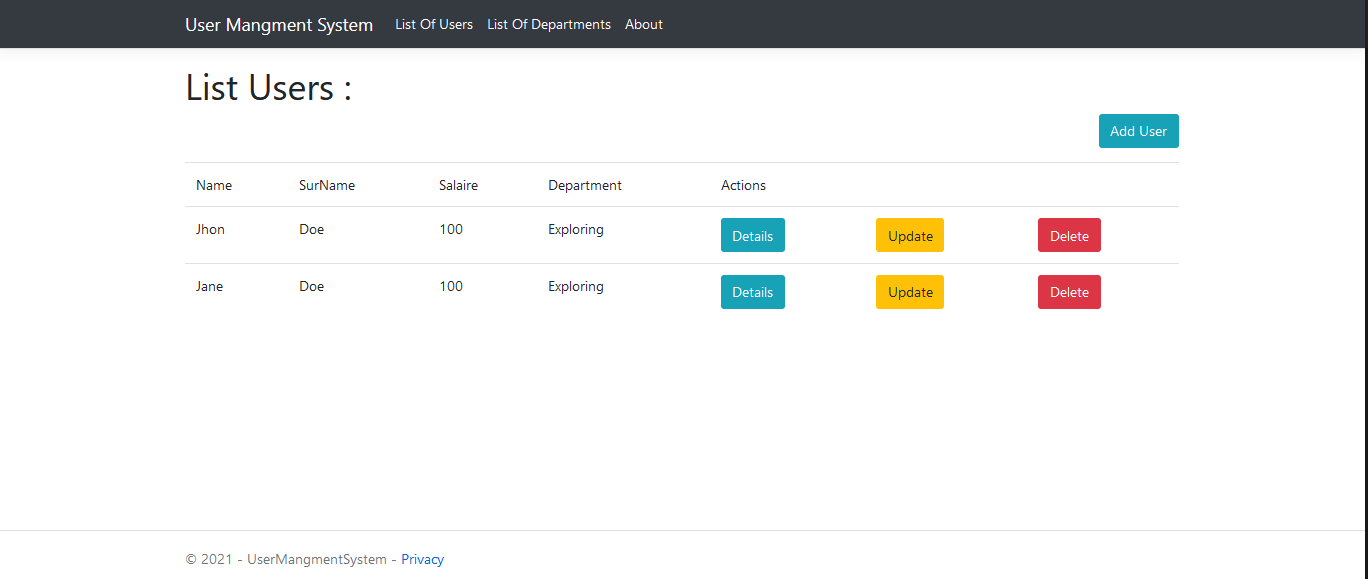 User Mangment System List Of Users List Of Departments About
List Users :
Add User
Name SurName Salaire Department Actions
Jhon Doe 100 Exploring Details Update Delete
Jane Doe 100 Exploring Details Update Delete
© 2021 - UserMangmentSystem - Privacy